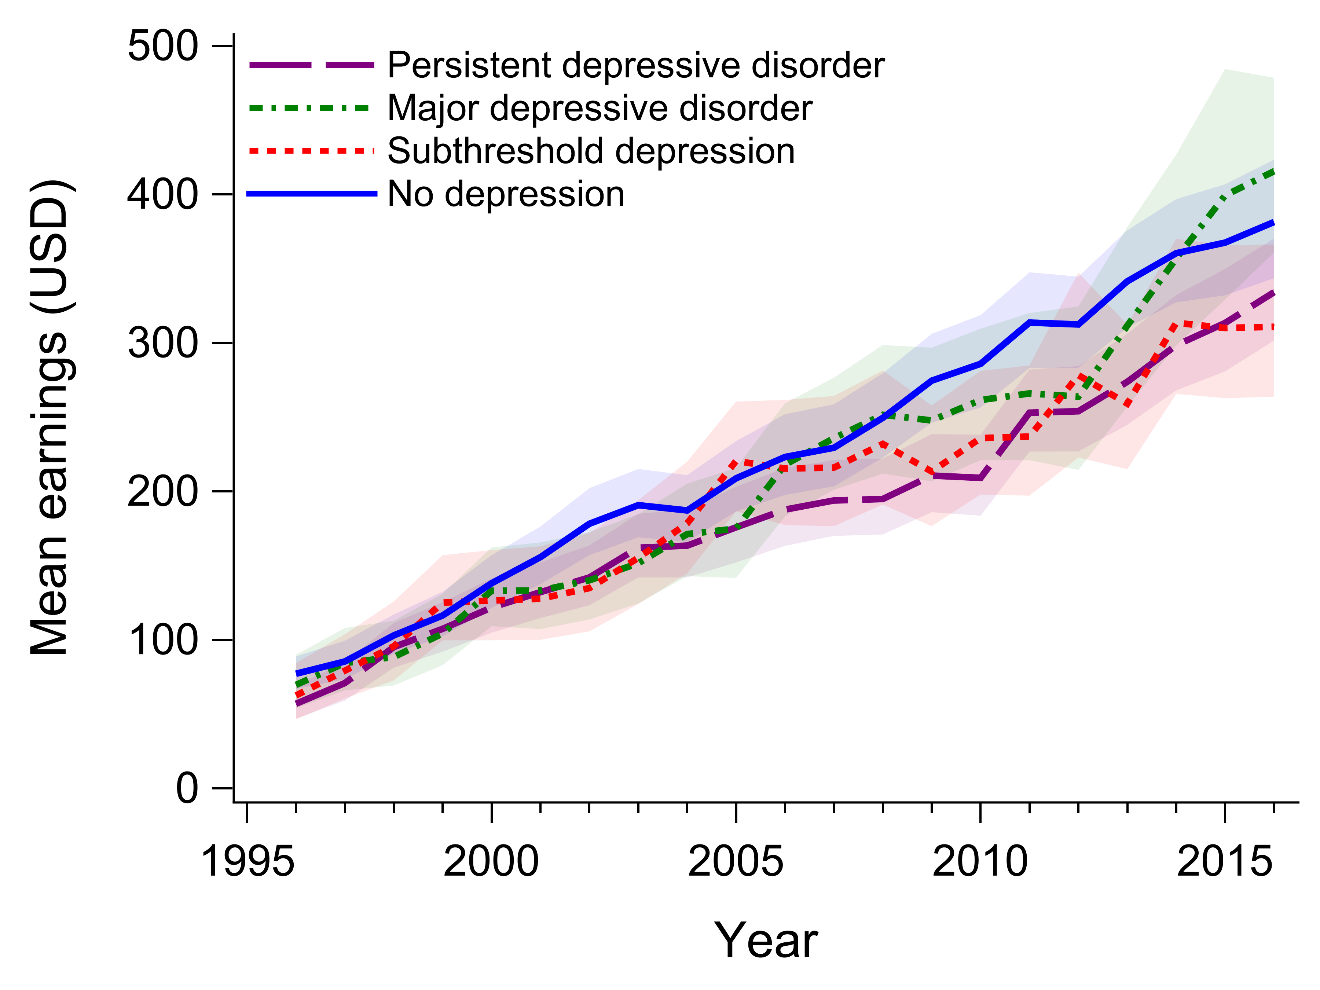 500
400
300
200
100
0
Mean earnings (USD)
Persistent depressive disorder
Major depressive disorder
Subthreshold depression
No depression
1995 2000 2005 2010 2015
Year